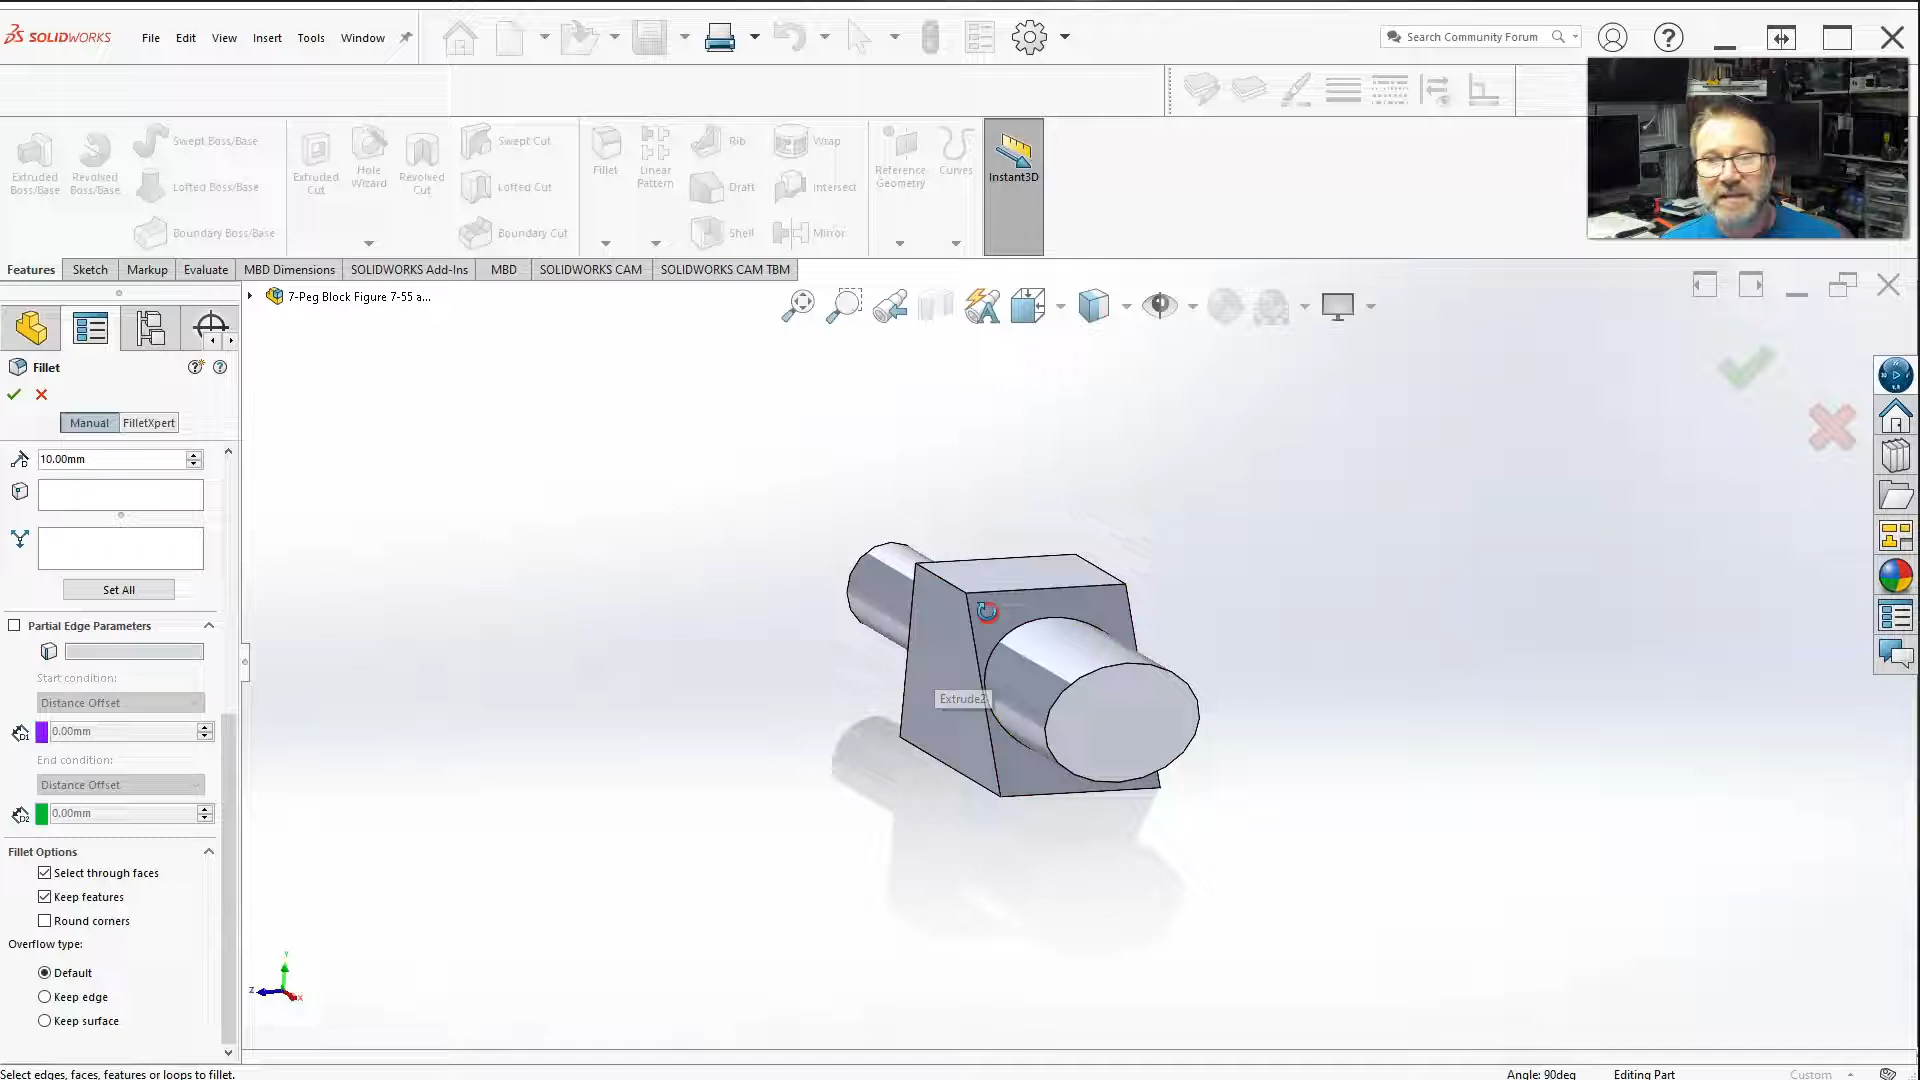 SOLIDWORKS
File Edit View Insert Tools Window
Search Community Forum
Extruded Boss/Base
Revolved Boss/Base
Swept Boss/Base
Lofted Boss/Base
Boundary Boss/Base
Extruded Cut
Hole Wizard
Revolved Cut
Swept Cut
Lofted Cut
Boundary Cut
Fillet
Linear Pattern
Rib
Draft
Shell
Wrap
Intersect
Mirror
Reference Geometry
Curves
Instant3D
Features Sketch Markup Evaluate MBD Dimensions SOLIDWORKS Add-Ins MBD SOLIDWORKS CAM SOLIDWORKS CAM TBM
7-Peg Block Figure 7-55 a...
Fillet
Manual FilletXpert
10.00mm
Set All
Partial Edge Parameters
Start condition:
Distance Offset
0.00mm
End condition:
Distance Offset
0.00mm
Fillet Options
Select through faces
Keep features
Round corners
Overflow type:
Default
Keep edge
Keep surface
Extrude2
Y
Z
X
Select edges, faces, features or loops to fillet.
Angle: 90deg Editing Part Custom